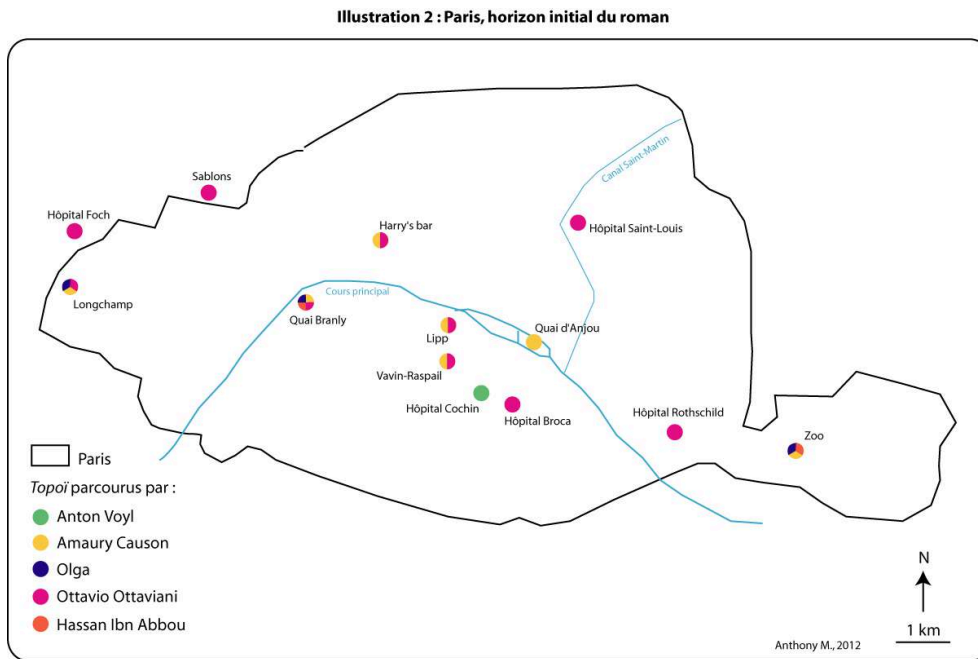 Illustration 2 : Paris, horizon initial du roman
Canal Saint-Martin
Sablons
Hôpital Foch
Harry's bar
Hôpital Saint-Louis
Longchamp
Cours principal
Quai Branly
Lipp
Quai d'Anjou
Vavin-Raspail
Hôpital Cochin
Hôpital Broca
Hôpital Rothschild
Zoo
Paris
Topoï parcourus par :
Anton Voyl
Amaury Causon
Olga
Ottavio Ottaviani
Hassan Ibn Abbou
N
1 km
Anthony M., 2012